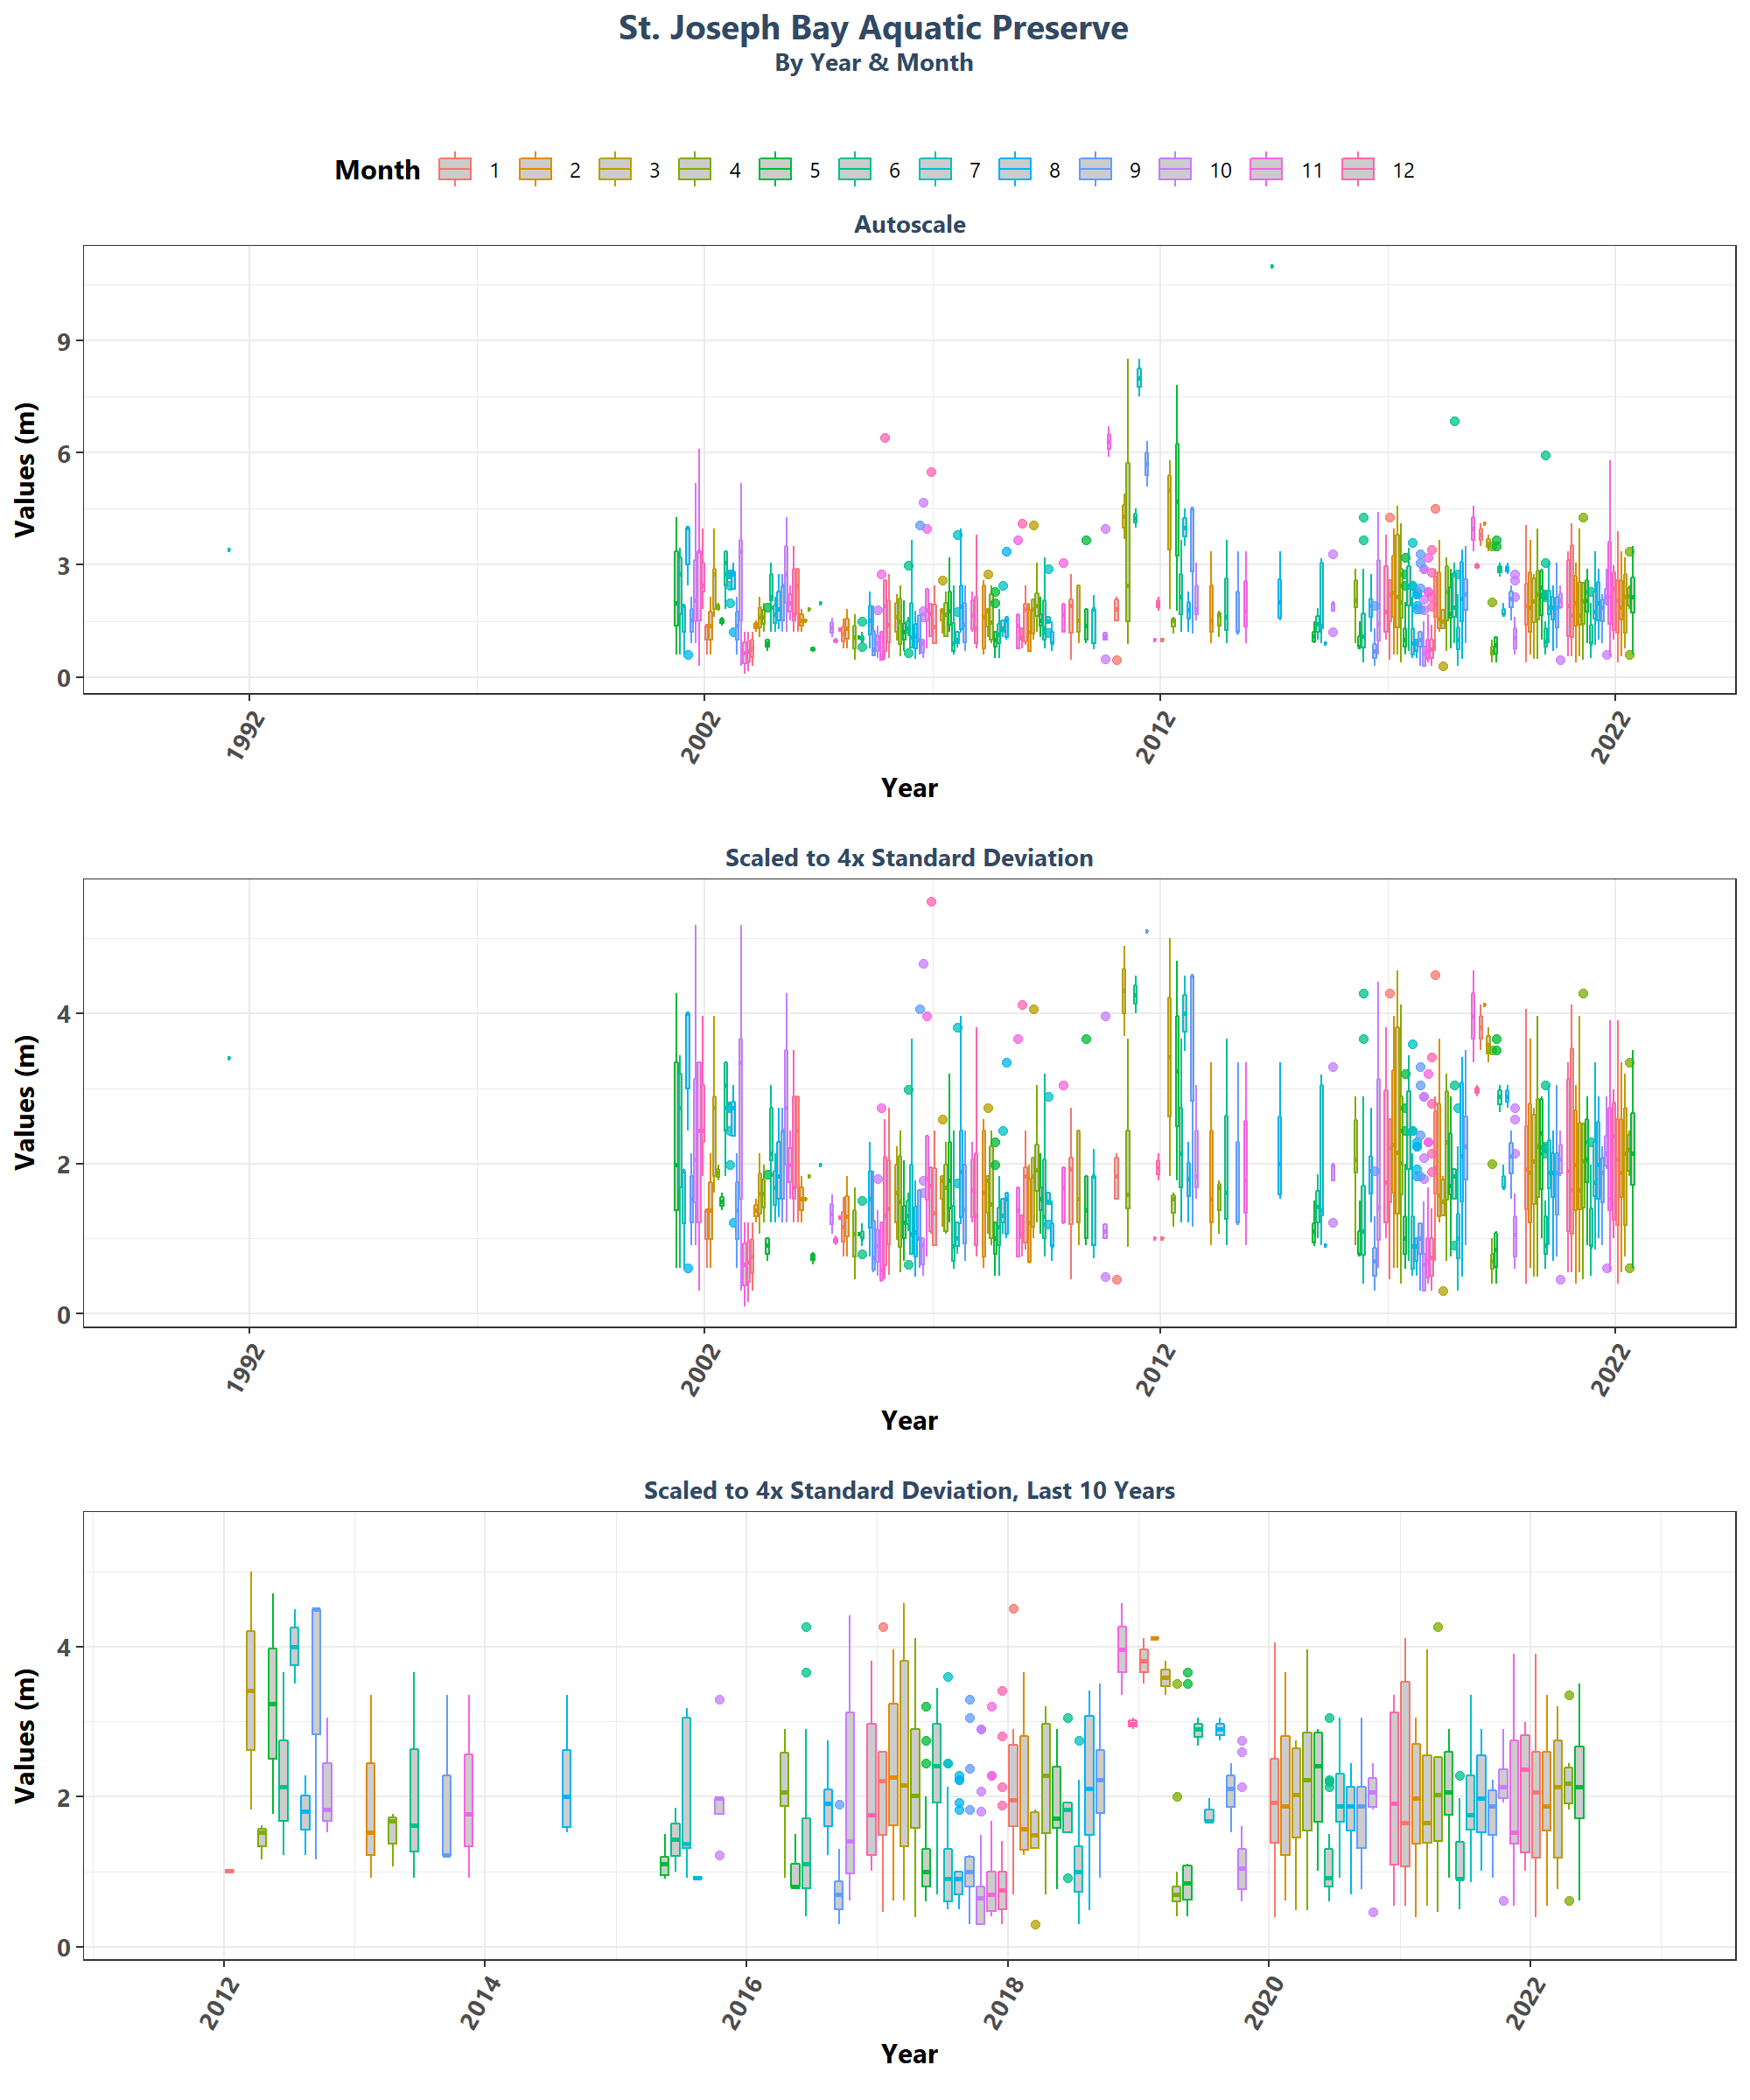 St. Joseph Bay Aquatic Preserve
By Year & Month
Month 1 2 3 4 5 6 7 8 9 10 11 12
Autoscale
Values (m)
9
6
3
0
1992 2002 2012 2022
Year
Scaled to 4x Standard Deviation
Values (m)
4
2
0
1992 2002 2012 2022
Year
Scaled to 4x Standard Deviation, Last 10 Years
Values (m)
4
2
0
2012 2014 2016 2018 2020 2022
Year